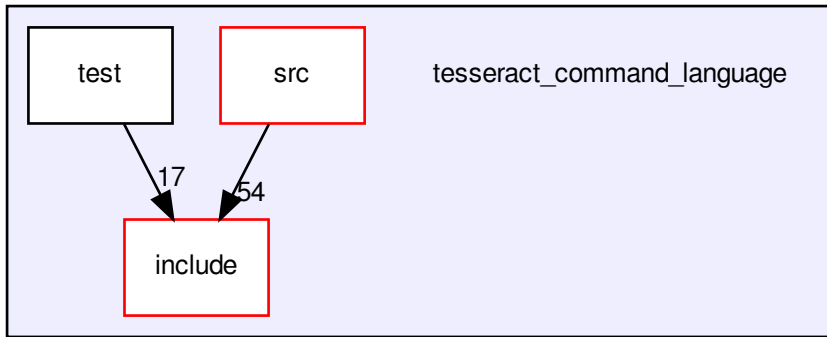 test
src
tesseract_command_language
17
54
include